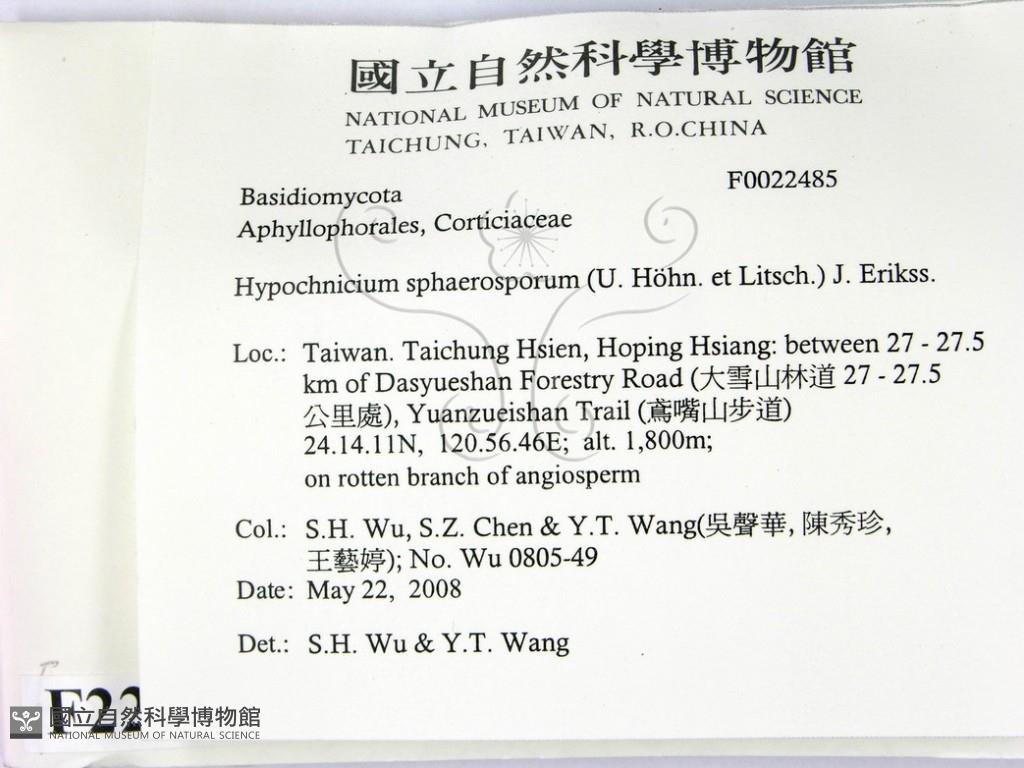 國立自然科學博物館
NATIONAL MUSEUM OF NATURAL SCIENCE
TAICHUNG, TAIWAN, R.O.CHINA
F0022485
Basidiomycota
Aphyllophorales, Corticiaceae
Hypochnicium sphaerosporum (U. Höhn. et Litsch.) J. Erikss.
Loc.: Taiwan. Taichung Hsien, Hoping Hsiang: between 27 - 27.5
km of Dasyueshan Forestry Road (大雪山林道 27 - 27.5
公里處), Yuanzueishan Trail (鳶嘴山步道)
24.14.11N, 120.56.46E; alt. 1,800m;
on rotten branch of angiosperm
Col.: S.H. Wu, S.Z. Chen & Y.T. Wang(吳聲華, 陳秀珍,
王藝婷); No. Wu 0805-49
Date: May 22, 2008
Det.: S.H. Wu & Y.T. Wang
F22
國立自然科學博物館
NATIONAL MUSEUM OF NATURAL SCIENCE